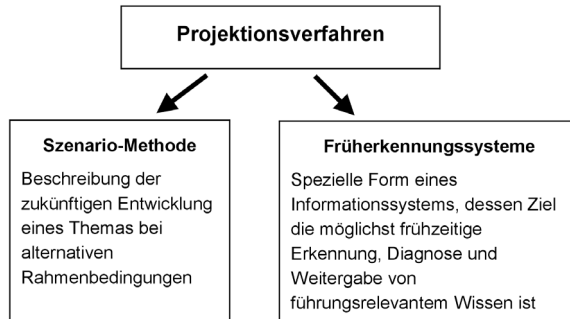 Projektionsverfahren
Szenario-Methode
Beschreibung der
zukünftigen Entwicklung
eines Themas bei
alternativen
Rahmenbedingungen
Früherkennungssysteme
Spezielle Form eines
Informationssystems, dessen Ziel
die möglichst frühzeitige
Erkennung, Diagnose und
Weitergabe von
führungsrelevantem Wissen ist